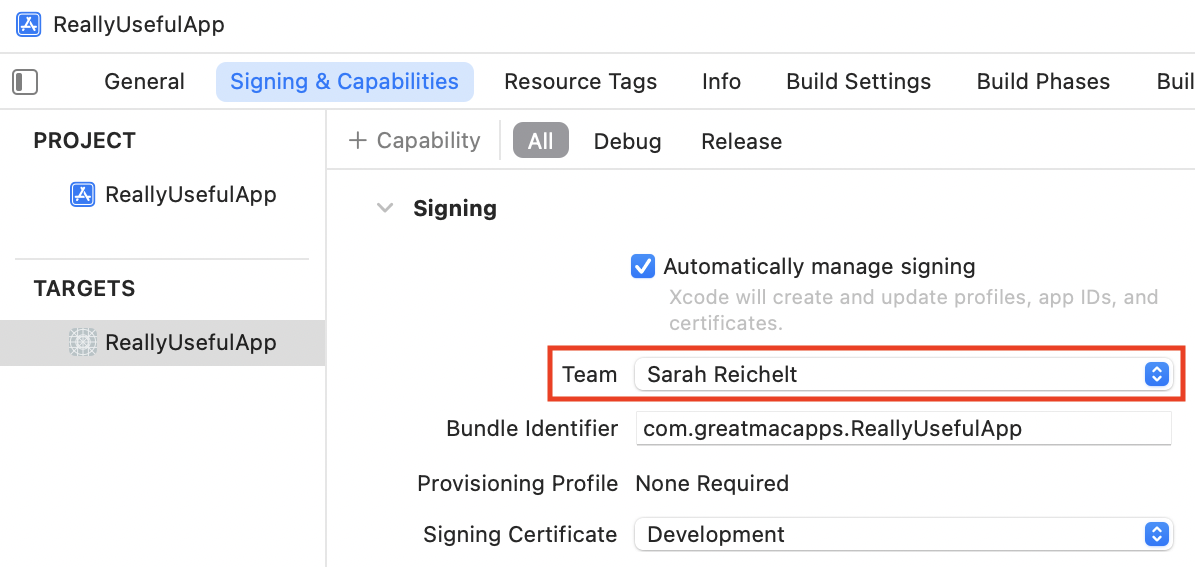 ReallyUsefulApp
General Signing & Capabilities Resource Tags Info Build Settings Build Phases Buil
PROJECT
ReallyUsefulApp
TARGETS
ReallyUsefulApp
+ Capability All Debug Release
Signing
Automatically manage signing
Xcode will create and update profiles, app IDs, and
certificates.
Team Sarah Reichelt
Bundle Identifier com.greatmacapps.ReallyUsefulApp
Provisioning Profile None Required
Signing Certificate Development